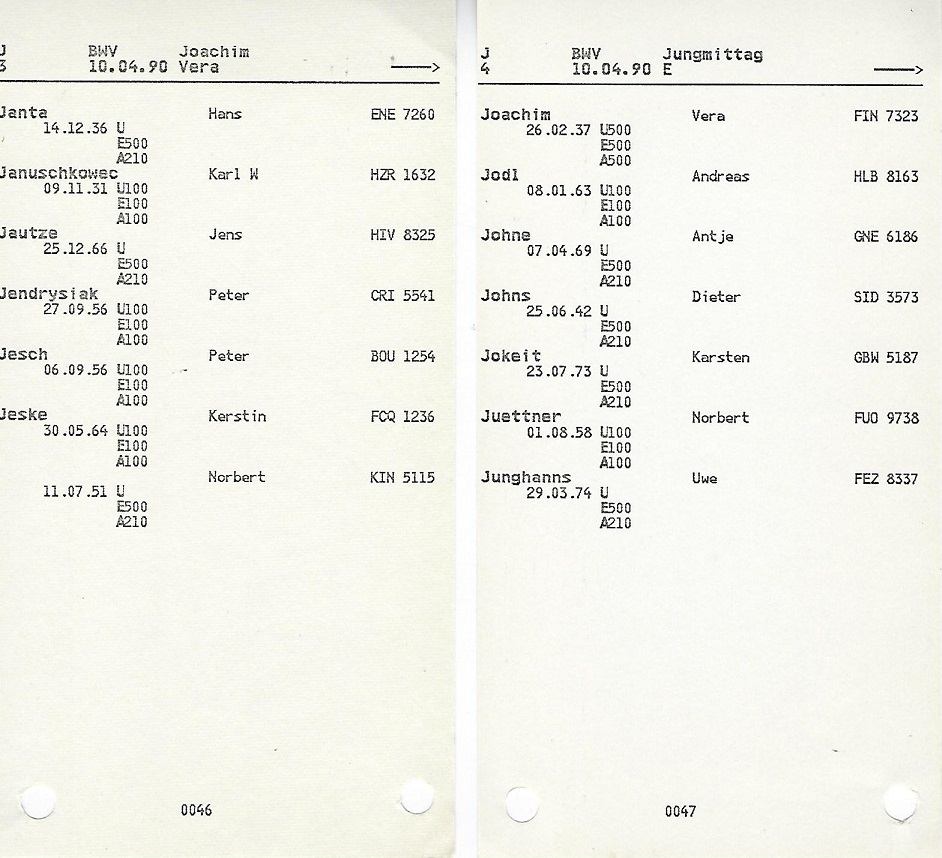 J BWV Joachim
3 10.04.90 Vera ———>
Janta Hans ENE 7260
14.12.36 U
E500
A210
Januschkowec Karl W HZR 1632
09.11.31 U100
E100
A100
Jautze Jens HIV 8325
25.12.66 U
E500
A210
Jendrysiak Peter CRI 5541
27.09.56 U100
E100
A100
Jesch Peter BOU 1254
06.09.56 U100
E100
A100
Jeske Kerstin FCQ 1236
30.05.64 U100
E100
A100
Norbert KIN 5115
11.07.51 U
E500
A210
0046
J BWV Jungmittag
4 10.04.90 E ———>
Joachim Vera FIN 7323
26.02.37 U500
E500
A500
Jodl Andreas HLB 8163
08.01.63 U100
E100
A100
Johne Antje GNE 6186
07.04.69 U
E500
A210
Johns Dieter SID 3573
25.06.42 U
E500
A210
Jokeit Karsten GBW 5187
23.07.73 U
E500
A210
Juettner Norbert FUO 9738
01.08.58 U100
E100
A100
Junghanns Uwe FEZ 8337
29.03.74 U
E500
A210
0047